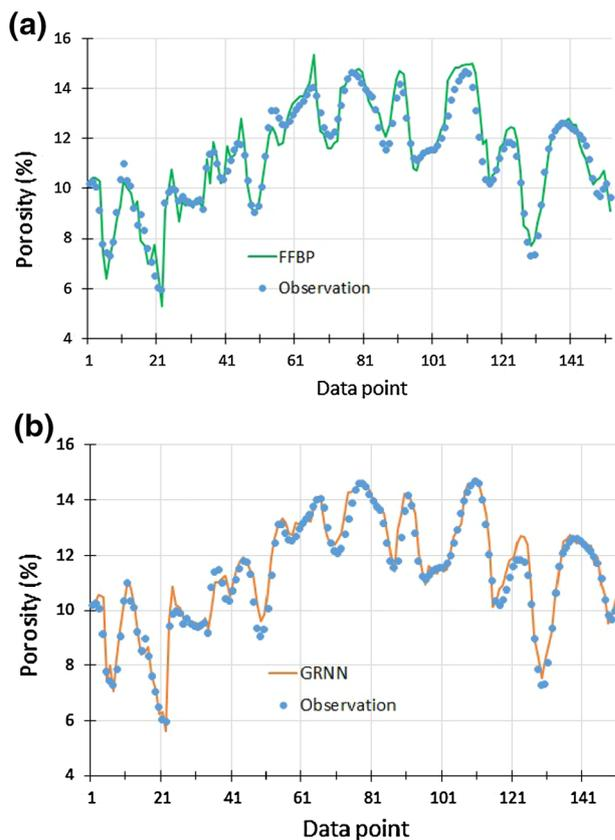 (a)
16
14
12
10
8
6
4
Porosity (%)
FFBP
Observation
1 21 41 61 81 101 121 141
Data point
(b)
16
14
12
10
8
6
4
Porosity (%)
GRNN
Observation
1 21 41 61 81 101 121 141
Data point